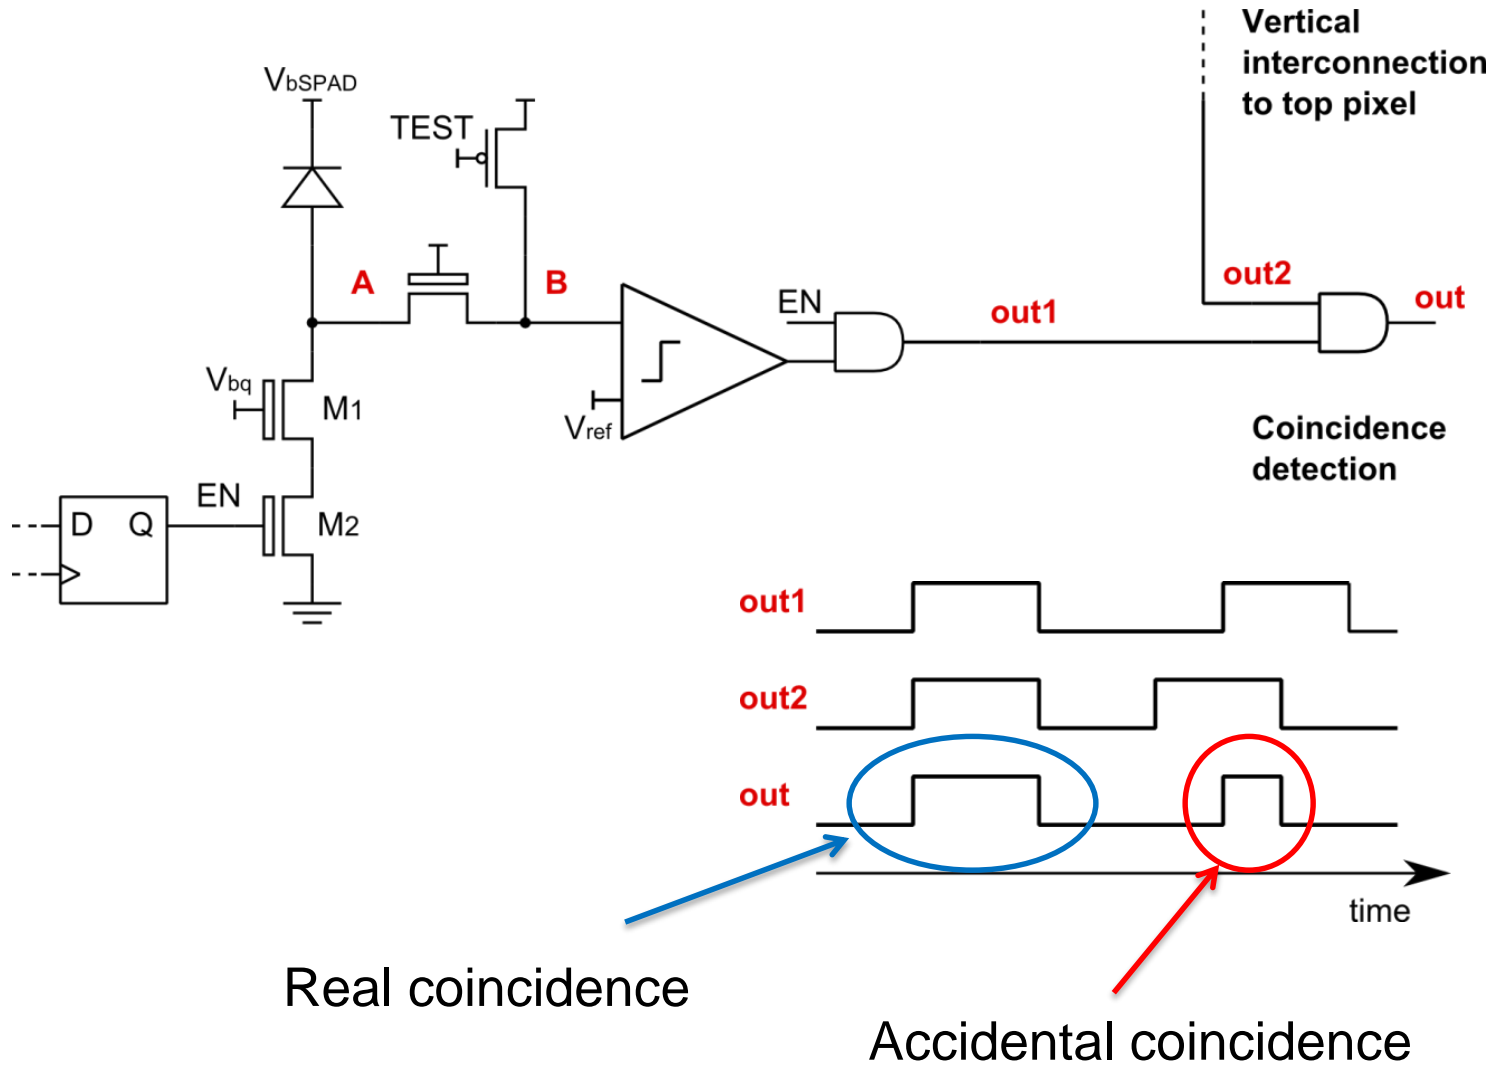 Vertical
interconnection
to top pixel
VbSPAD
TEST
A
B
EN
out1
out2
out
Vbq
M1
Vref
Coincidence
detection
EN
D Q
M2
out1
out2
out
time
Real coincidence
Accidental coincidence